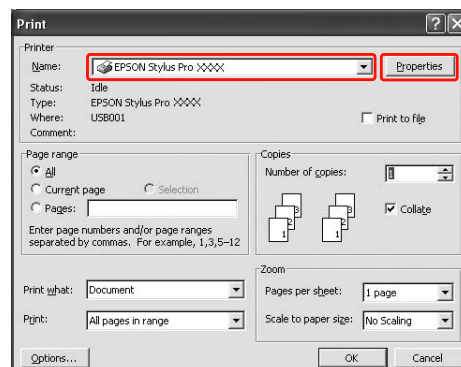 Print
Printer
Name: EPSON Stylus Pro XXXX Properties
Status: Idle
Type: EPSON Stylus Pro XXXX
Where: USB001 Print to file
Comment:
Page range
All
Current page Selection
Pages:
Enter page numbers and/or page ranges
separated by commas. For example, 1,3,5–12
Copies
Number of copies: 1
Collate
Print what: Document
Print: All pages in range
Zoom
Pages per sheet: 1 page
Scale to paper size: No Scaling
Options... OK Cancel